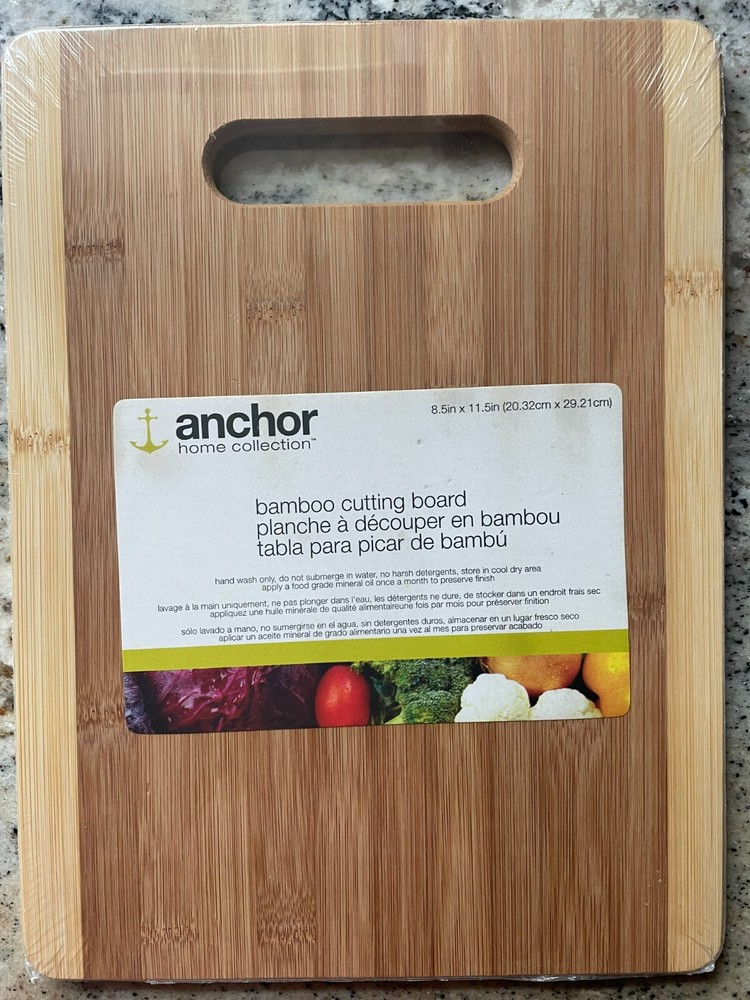 anchor
home collection™
8.5in x 11.5in (20.32cm x 29.21cm)
bamboo cutting board
planche à découper en bambou
tabla para picar de bambú
hand wash only, do not submerge in water, no harsh detergents, store in cool dry area
apply a food grade mineral oil once a month to preserve finish
lavage à la main uniquement, ne pas plonger dans l'eau, les détergents ne dure, de stocker dans un endroit frais sec
appliquez une huile minérale de qualité alimentaireune fois par mois pour préserver finition
sólo lavado a mano, no sumergirse en el agua, sin detergentes duros, almacenar en un lugar fresco seco
aplicar un aceite mineral de grado alimentario una vez al mes para preservar acabado